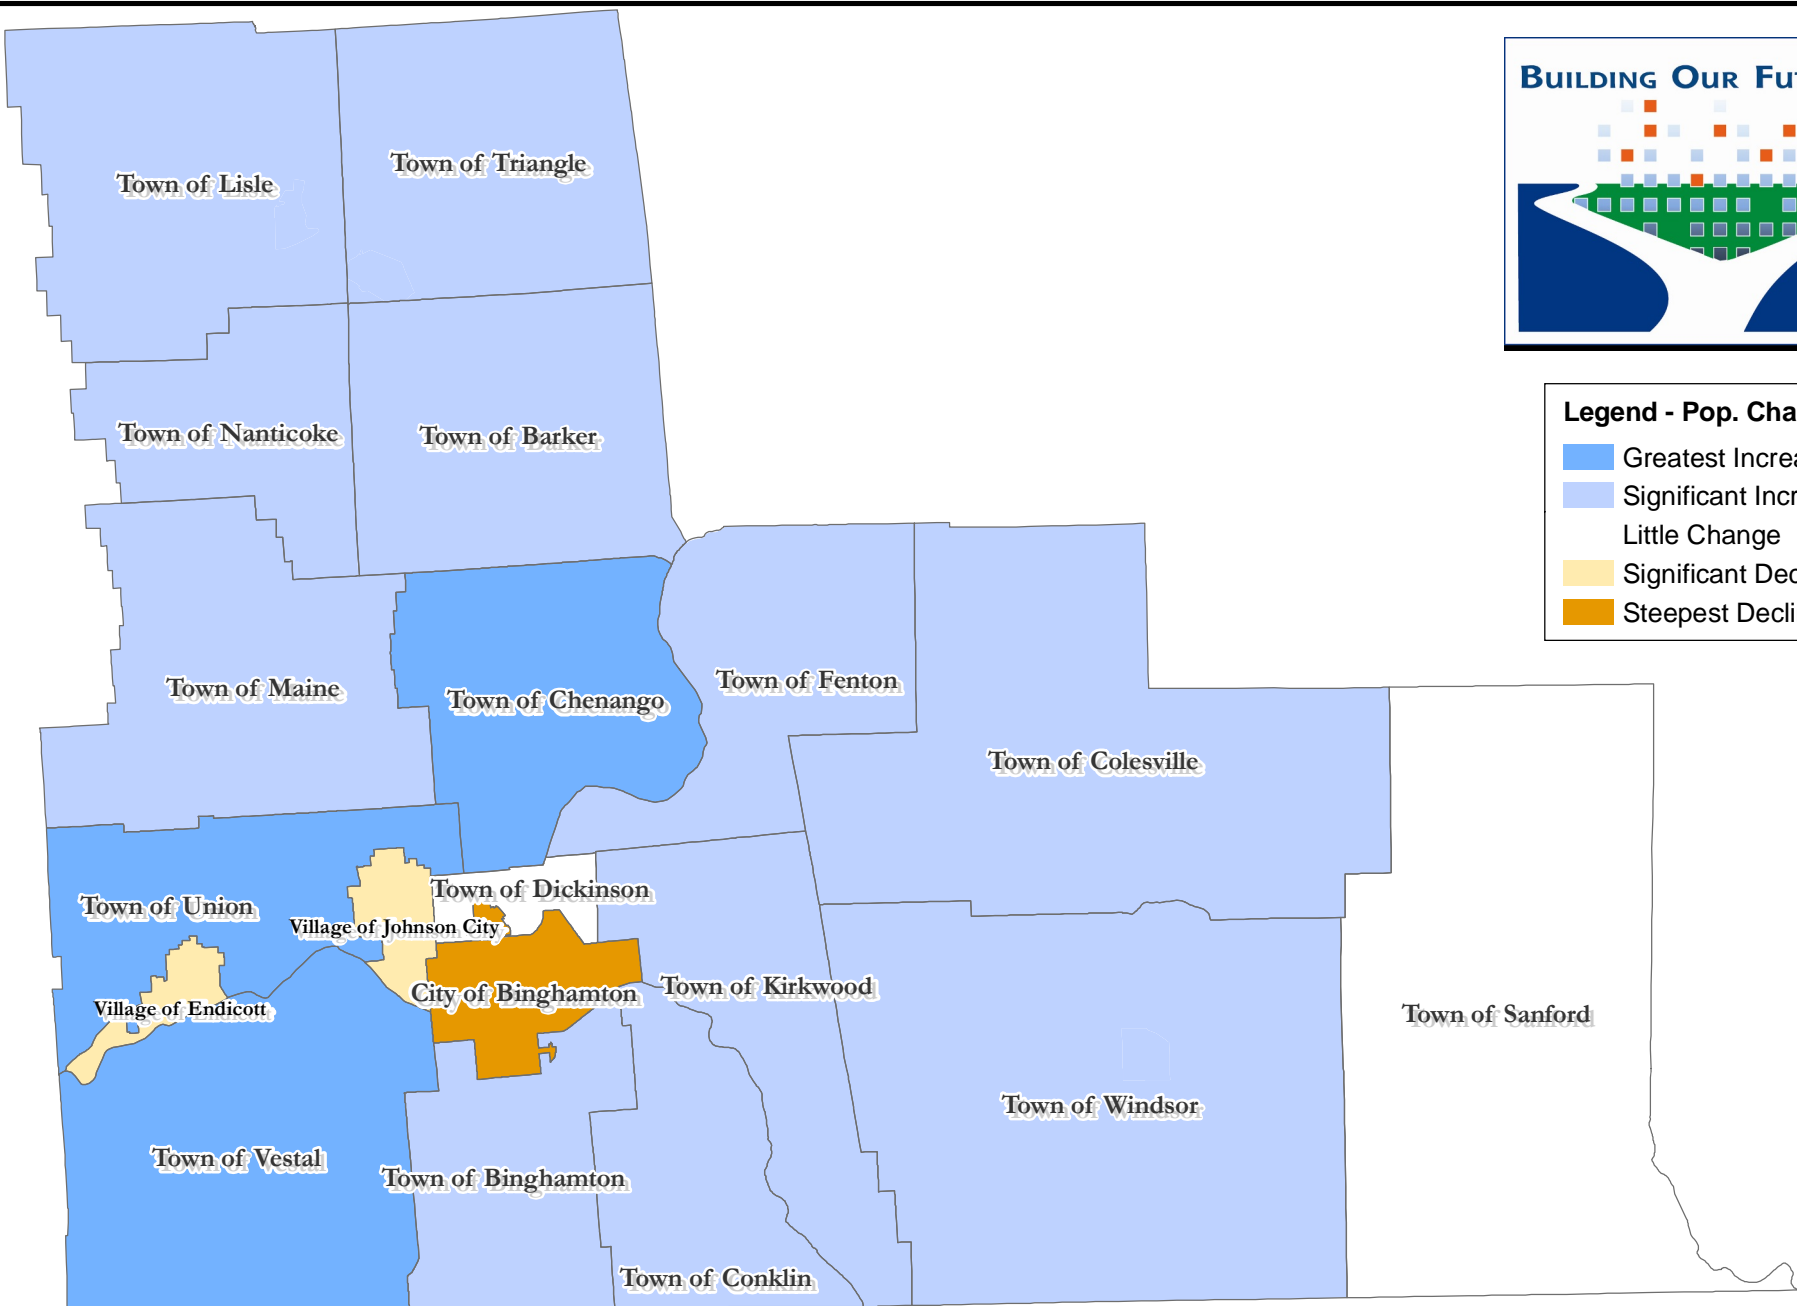 BUILDING OUR FU
Town of Triangle
Town of Lisle
Legend - Pop. Cha
Greatest Increa
Significant Incr
Little Change
Significant Dec
Steepest Decli
Town of Nanticoke
Town of Barker
Town of Maine
Town of Chenango
Town of Fenton
Town of Colesville
Town of Dickinson
Town of Union
Village of Johnson City
Village of Endicott
City of Binghamton
Town of Kirkwood
Town of Sanford
Town of Windsor
Town of Vestal
Town of Binghamton
Town of Conklin